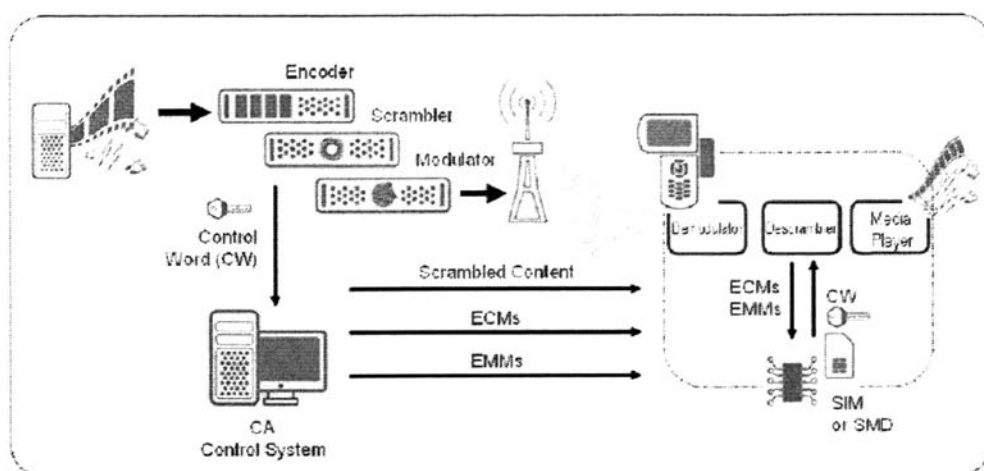 Encoder
Scrambler
Modulator
Control
Word (CW)
Scrambled Content
ECMs
EMMs
CA
Control System
Demodulator
Descrambler
Media
Player
ECMs
EMMs
CW
SIM
or SMD